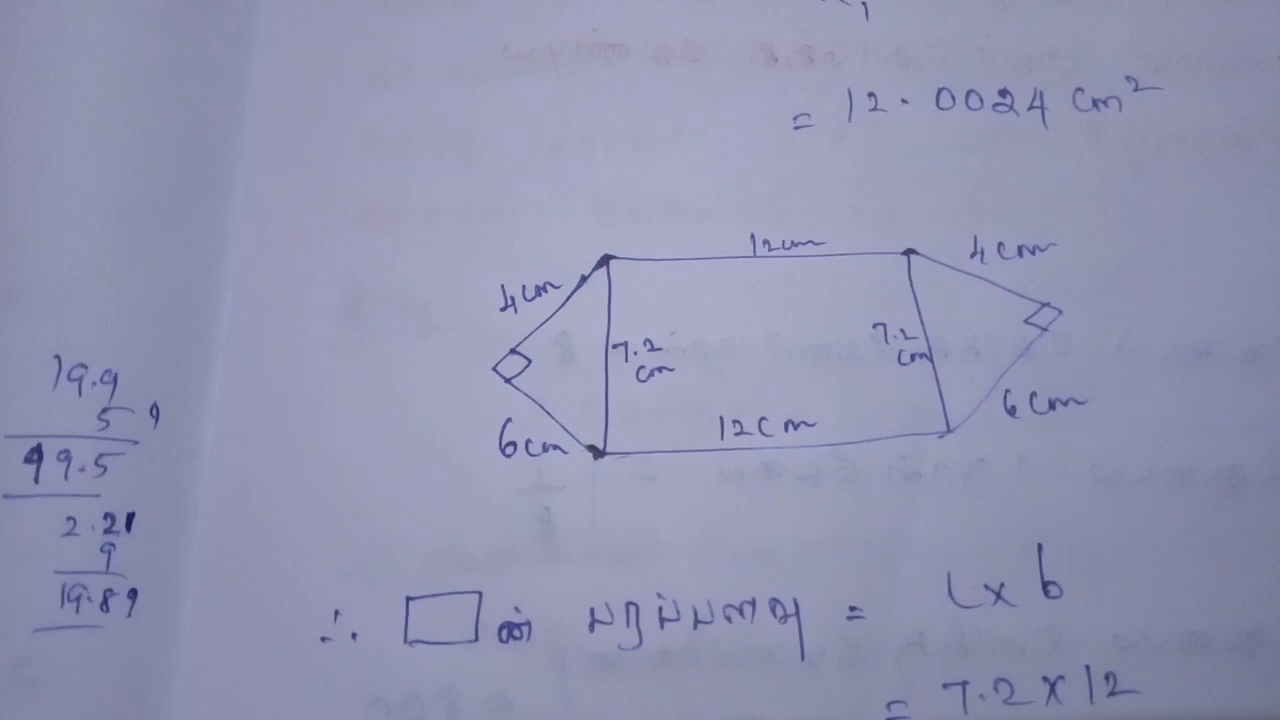 = 12.0024 cm²
12cm
4cm
4cm
7.2
cm
7.2
cm
6cm
12cm
6cm
19.9
5
99.5
2.21
9
19.89
∴ □ ன் பரப்பளவு = l x b
= 7.2 x 12